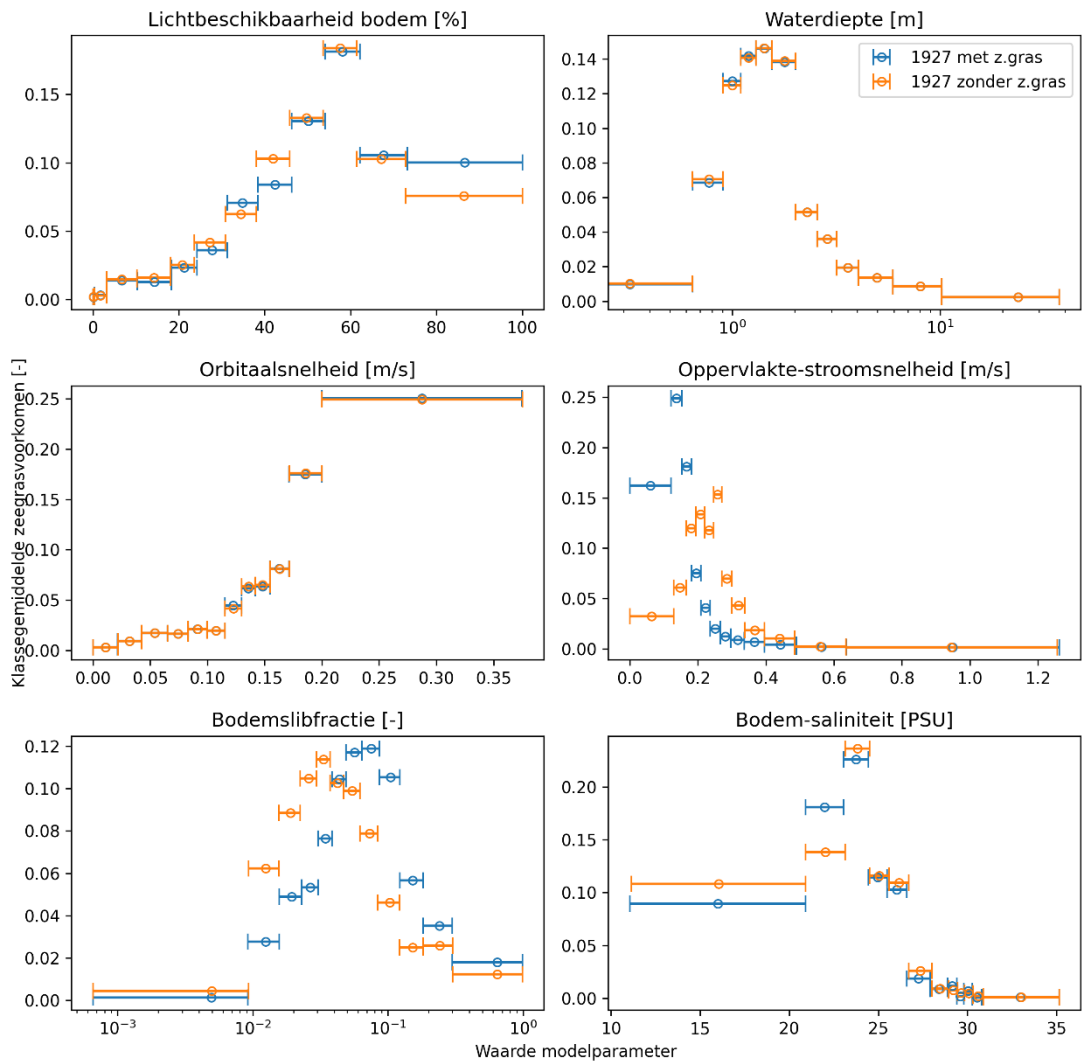 Lichtbeschikbaarheid bodem [%]
0.15
0.10
0.05
0.00
0 20 40 60 80 100
Waterdiepte [m]
1927 met z.gras
1927 zonder z.gras
0.14
0.12
0.10
0.08
0.06
0.04
0.02
0.00
10⁰ 10¹
Klassegemiddelde zeegrasvoorkomen [-]
Orbitaalsnelheid [m/s]
0.25
0.20
0.15
0.10
0.05
0.00
0.00 0.05 0.10 0.15 0.20 0.25 0.30 0.35
Oppervlakte-stroomsnelheid [m/s]
0.25
0.20
0.15
0.10
0.05
0.00
0.0 0.2 0.4 0.6 0.8 1.0 1.2
Bodemslibfractie [-]
0.12
0.10
0.08
0.06
0.04
0.02
0.00
10⁻³ 10⁻² 10⁻¹ 10⁰
Bodem-saliniteit [PSU]
0.20
0.15
0.10
0.05
0.00
10 15 20 25 30 35
Waarde modelparameter